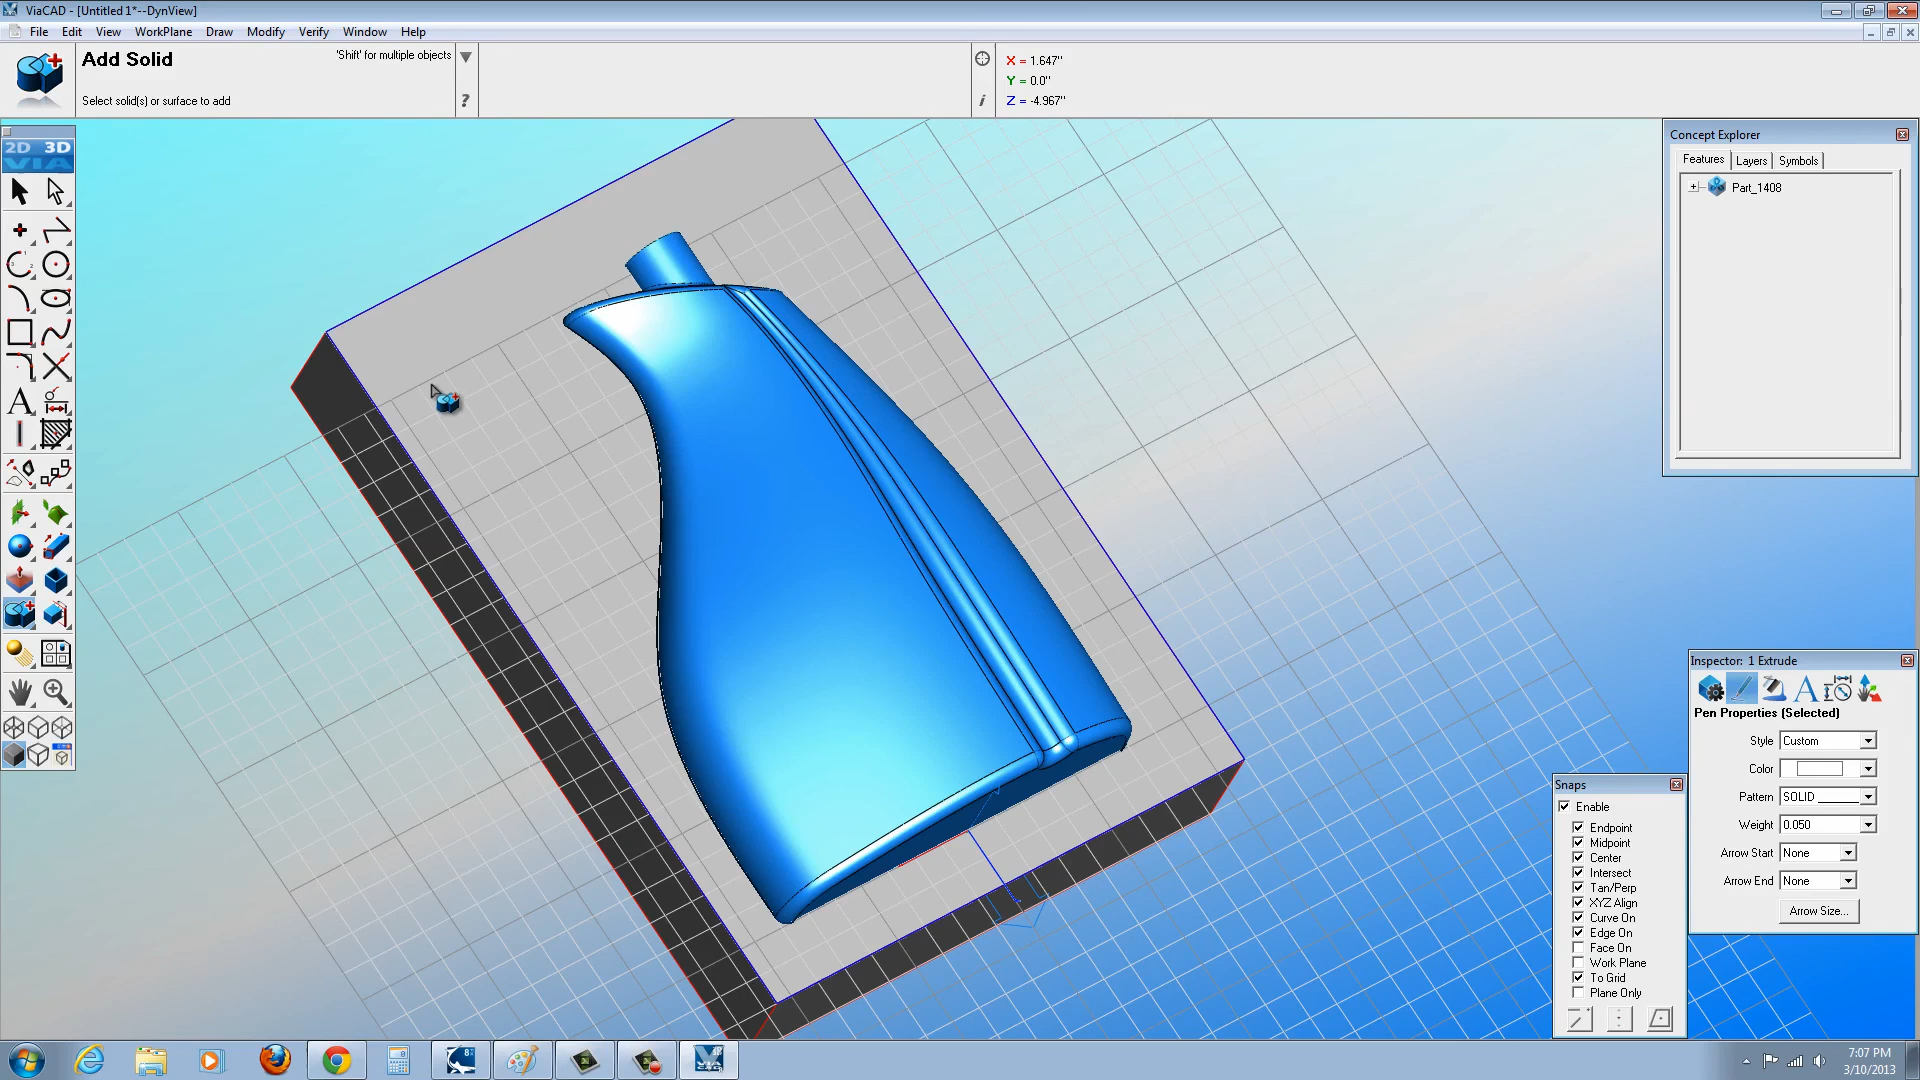 ViaCAD - [Untitled 1*--DynView]
File Edit View WorkPlane Draw Modify Verify Window Help
Add Solid
'Shift' for multiple objects
Select solid(s) or surface to add
?
i
X = 1.647"
Y = 0.0"
Z = -4.967"
2D 3D
VIA
A
Concept Explorer
Features Layers Symbols
Part_1408
Inspector: 1 Extrude
Pen Properties (Selected)
Style Custom
Color
Pattern SOLID
Weight 0.050
Arrow Start None
Arrow End None
Arrow Size...
Snaps
Enable
Endpoint
Midpoint
Center
Intersect
Tan/Perp
XYZ Align
Curve On
Edge On
Face On
Work Plane
To Grid
Plane Only
7:07 PM
3/10/2013